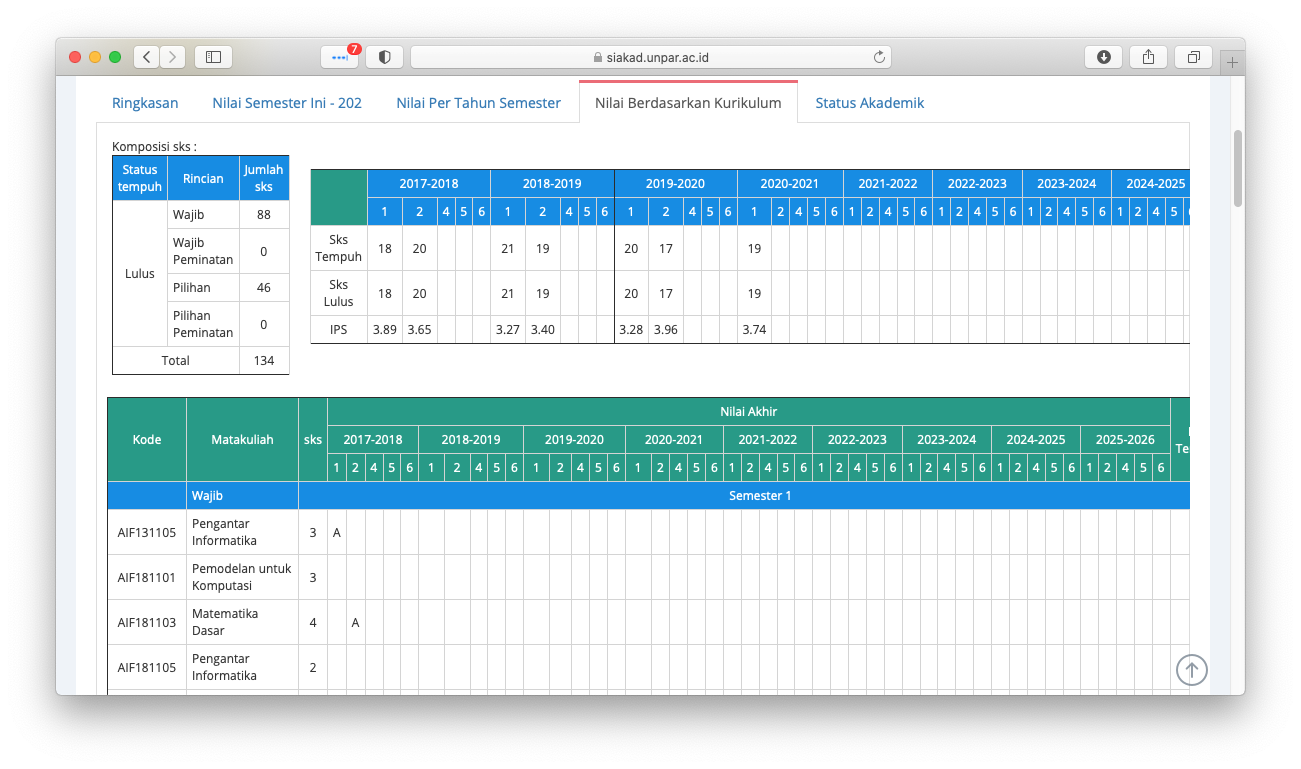 7
siakad.unpar.ac.id
Ringkasan Nilai Semester Ini - 202 Nilai Per Tahun Semester Nilai Berdasarkan Kurikulum Status Akademik
Komposisi sks :
Status tempuh Rincian Jumlah sks
Lulus
Wajib 88
Wajib Peminatan 0
Pilihan 46
Pilihan Peminatan 0
Total 134
2017-2018 2018-2019 2019-2020 2020-2021 2021-2022 2022-2023 2023-2024 2024-2025
1 2 4 5 6 1 2 4 5 6 1 2 4 5 6 1 2 4 5 6 1 2 4 5 6 1 2 4 5 6 1 2 4 5 6 1 2 4 5
Sks Tempuh 18 20 21 19 20 17 19
Sks Lulus 18 20 21 19 20 17 19
IPS 3.89 3.65 3.27 3.40 3.28 3.96 3.74
Kode Matakuliah sks Nilai Akhir
2017-2018 2018-2019 2019-2020 2020-2021 2021-2022 2022-2023 2023-2024 2024-2025 2025-2026
Te
1 2 4 5 6 1 2 4 5 6 1 2 4 5 6 1 2 4 5 6 1 2 4 5 6 1 2 4 5 6 1 2 4 5 6 1 2 4 5 6 1 2 4 5 6
Wajib Semester 1
AIF131105 Pengantar Informatika 3 A
AIF181101 Pemodelan untuk Komputasi 3
AIF181103 Matematika Dasar 4 A
AIF181105 Pengantar Informatika 2